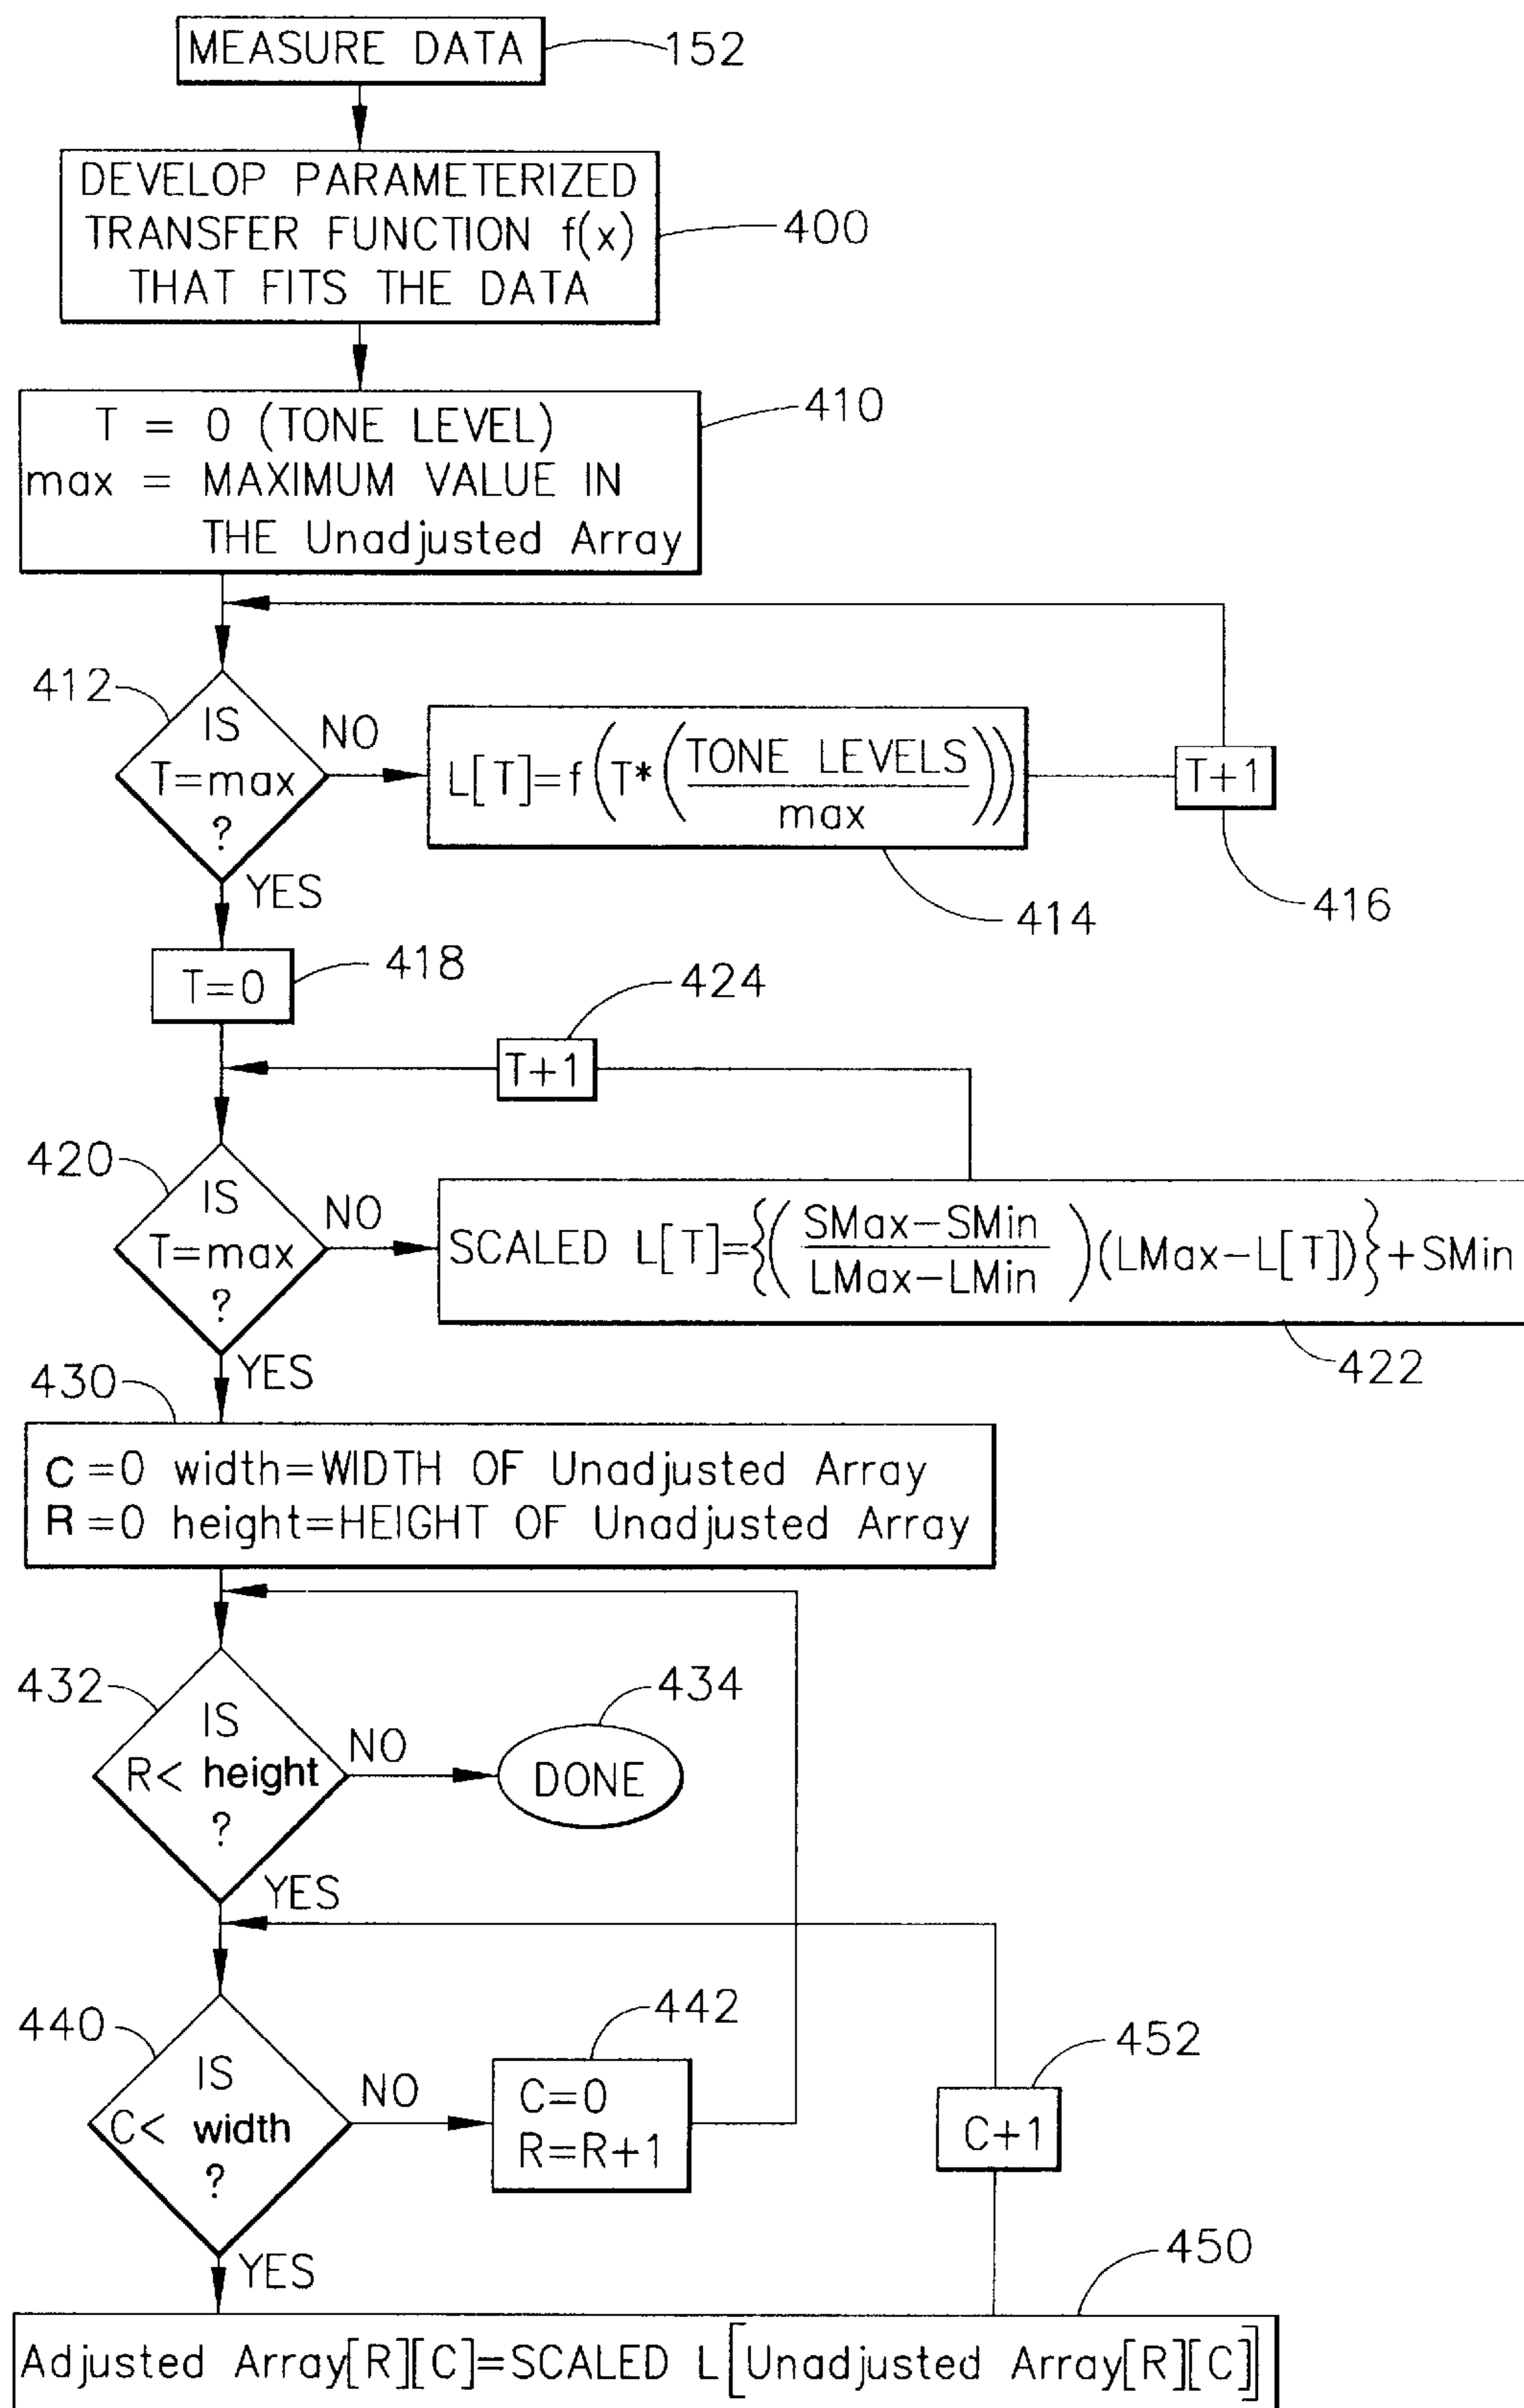 MEASURE DATA
152
DEVELOP PARAMETERIZED
TRANSFER FUNCTION f(x)
THAT FITS THE DATA
400
T = 0 (TONE LEVEL)
max = MAXIMUM VALUE IN
THE Unadjusted Array
410
412
IS
T=max
?
NO
L[T]=f(T*(TONE LEVELS/max))
414
T+1
416
YES
T=0
418
424
T+1
420
IS
T=max
?
NO
SCALED L[T]={(SMax-SMin/LMax-LMin)(LMax-L[T])}+SMin
422
YES
430
C=0 width=WIDTH OF Unadjusted Array
R=0 height=HEIGHT OF Unadjusted Array
432
IS
R< height
?
NO
434
DONE
YES
440
IS
C< width
?
NO
442
C=0
R=R+1
452
C+1
YES
450
Adjusted Array[R][C]=SCALED L[Unadjusted Array[R][C]]